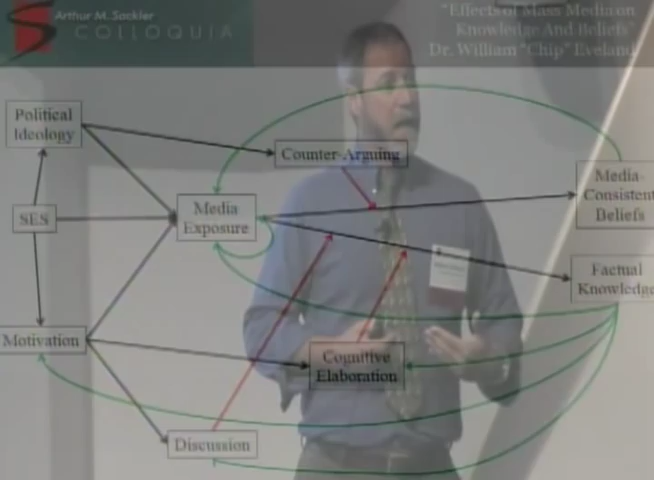 Arthur M. Sackler
COLLOQUIA
"Effects of Mass Media on
Knowledge And Beliefs"
Dr. William "Chip" Eveland
Political
Ideology
Counter-Arguing
Media-
Consistent
Beliefs
SES
Media
Exposure
Factual
Knowledge
Motivation
Cognitive
Elaboration
Discussion